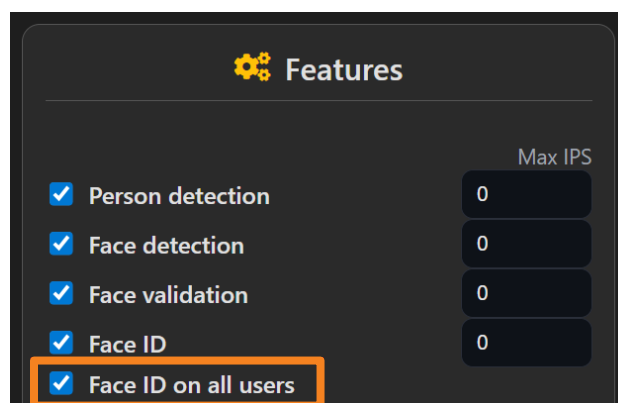 Features
Max IPS
Person detection 0
Face detection 0
Face validation 0
Face ID 0
Face ID on all users